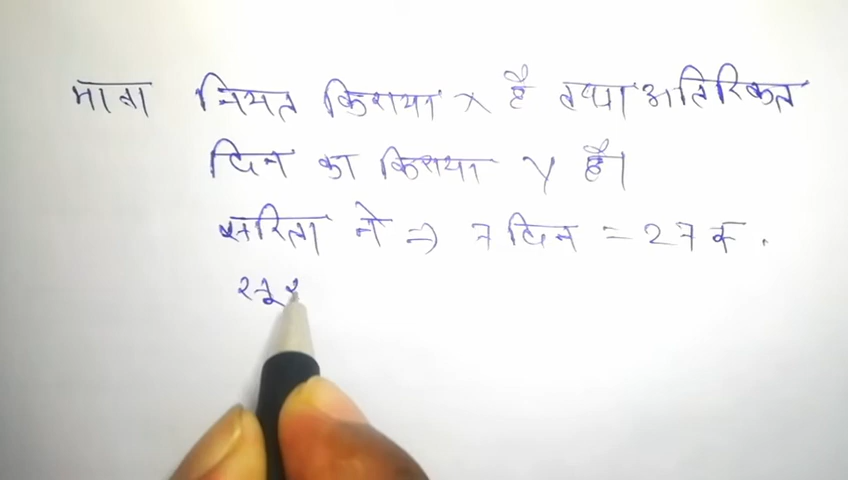 माना नियत किराया x है तथा अतिरिक्त
दिन का किराया y है।
सरिता ने ⇒ 7 दिन = 27 रु.